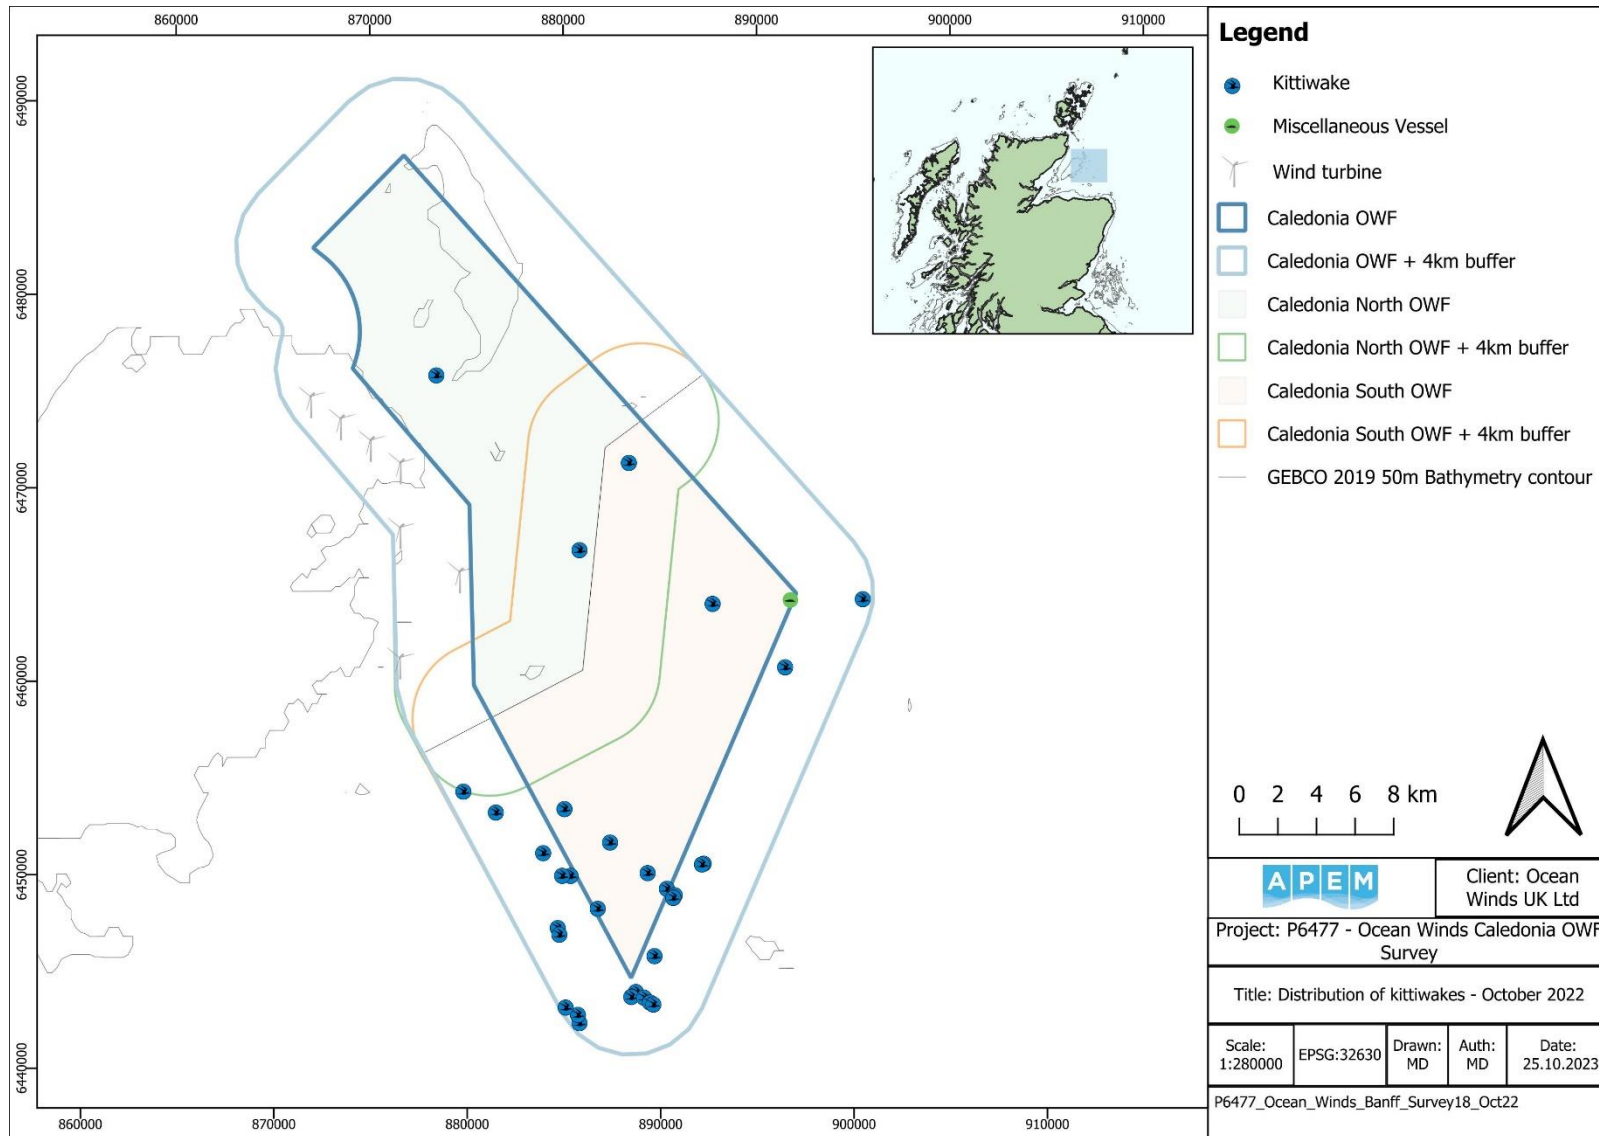 860000 870000 880000 890000 900000 910000
6490000
6480000
6470000
6460000
6450000
6440000
860000 870000 880000 890000 900000 910000
Legend
Kittiwake
Miscellaneous Vessel
Wind turbine
Caledonia OWF
Caledonia OWF + 4km buffer
Caledonia North OWF
Caledonia North OWF + 4km buffer
Caledonia South OWF
Caledonia South OWF + 4km buffer
GEBCO 2019 50m Bathymetry contour
0 2 4 6 8 km
APEM
Client: Ocean
Winds UK Ltd
Project: P6477 - Ocean Winds Caledonia OWF
Survey
Title: Distribution of kittiwakes - October 2022
Scale:
1:280000
EPSG:32630
Drawn:
MD
Auth:
MD
Date:
25.10.2023
P6477_Ocean_Winds_Banff_Survey18_Oct22